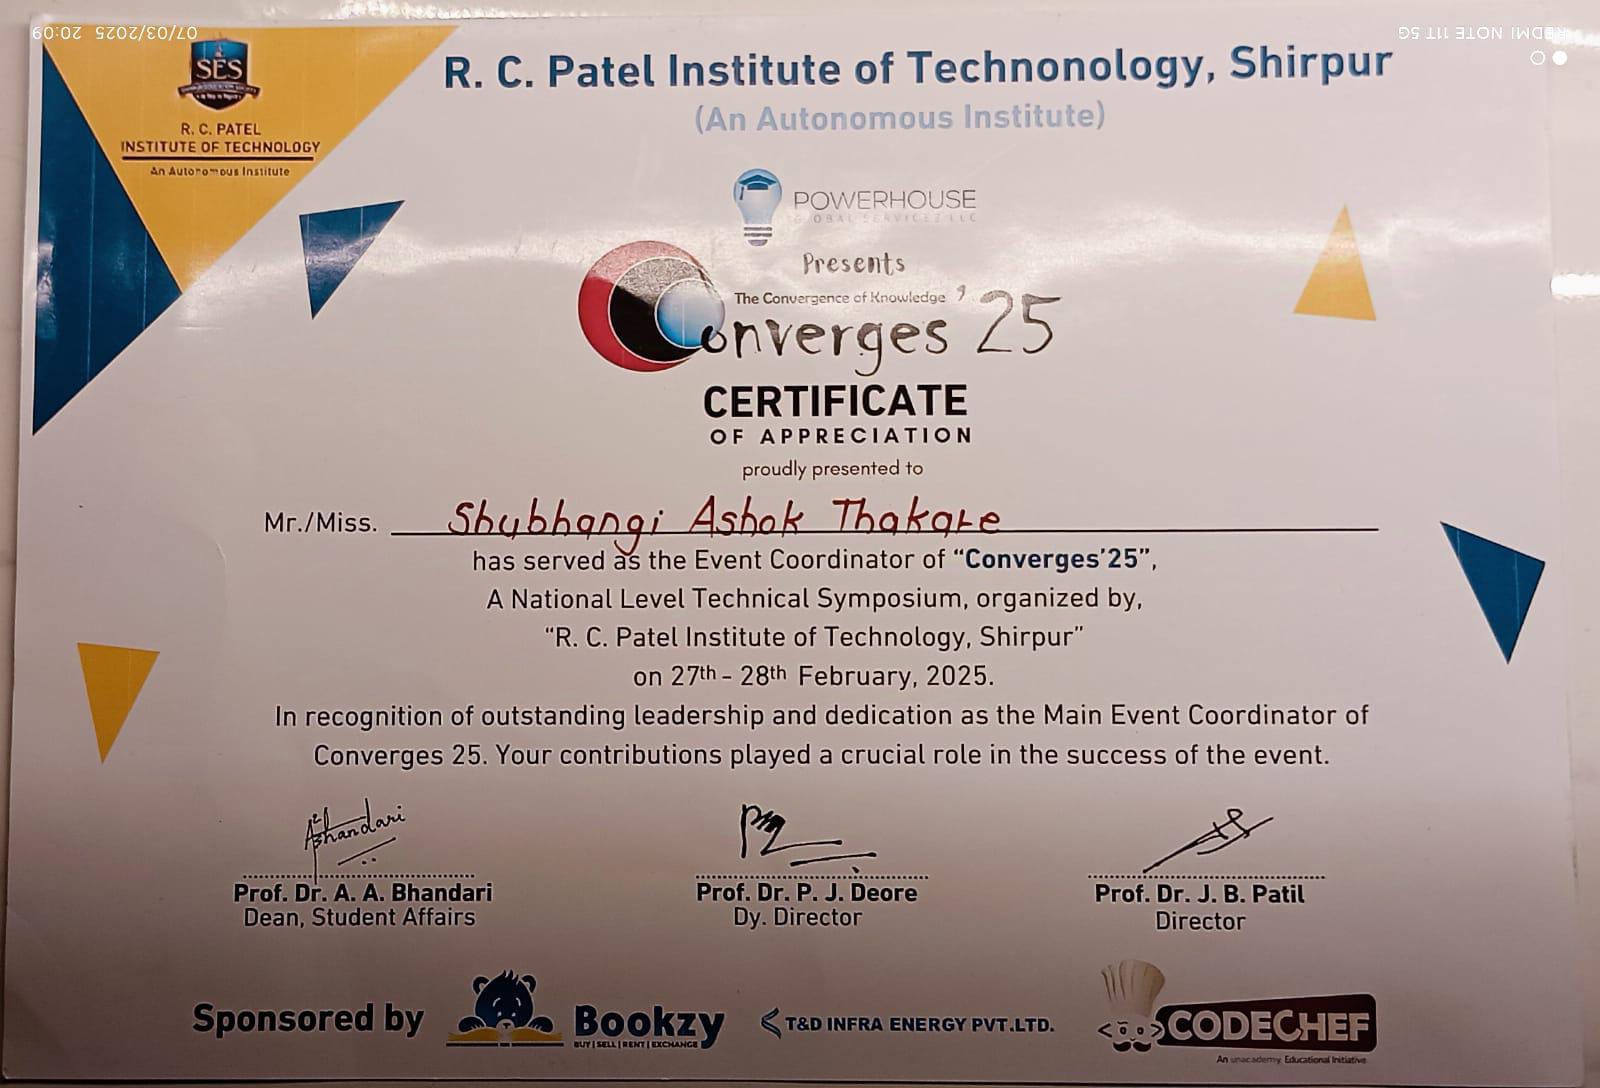 07/03/2025 20:09
REDMI NOTE 11T 5G
SES
R. C. PATEL
INSTITUTE OF TECHNOLOGY
An Autonomous Institute
R. C. Patel Institute of Technonology, Shirpur
(An Autonomous Institute)
POWERHOUSE
GLOBAL SERVICEZ LLC
Presents
The Convergence of Knowledge
Converges '25
CERTIFICATE
OF APPRECIATION
proudly presented to
Mr./Miss. Shubhangi Ashok Thakare
has served as the Event Coordinator of “Converges’25”,
A National Level Technical Symposium, organized by,
“R. C. Patel Institute of Technology, Shirpur”
on 27th - 28th February, 2025.
In recognition of outstanding leadership and dedication as the Main Event Coordinator of
Converges 25. Your contributions played a crucial role in the success of the event.
Bhandari
Prof. Dr. A. A. Bhandari
Dean, Student Affairs
Prof. Dr. P. J. Deore
Dy. Director
Prof. Dr. J. B. Patil
Director
Sponsored by
Bookzy
BUY | SELL | RENT | EXCHANGE
T&D INFRA ENERGY PVT.LTD.
CODECHEF
An unacademy Educational Initiative